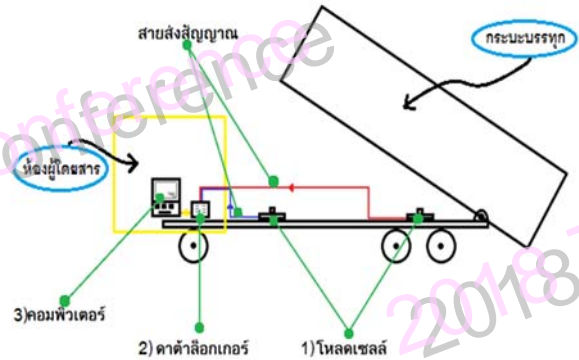 สายส่งสัญญาณ
กระบะบรรทุก
ห้องผู้โดยสาร
3)คอมพิวเตอร์
2) ดาต้าล็อกเกอร์
1) โหลดเซลล์
onference
onference
2018
2018